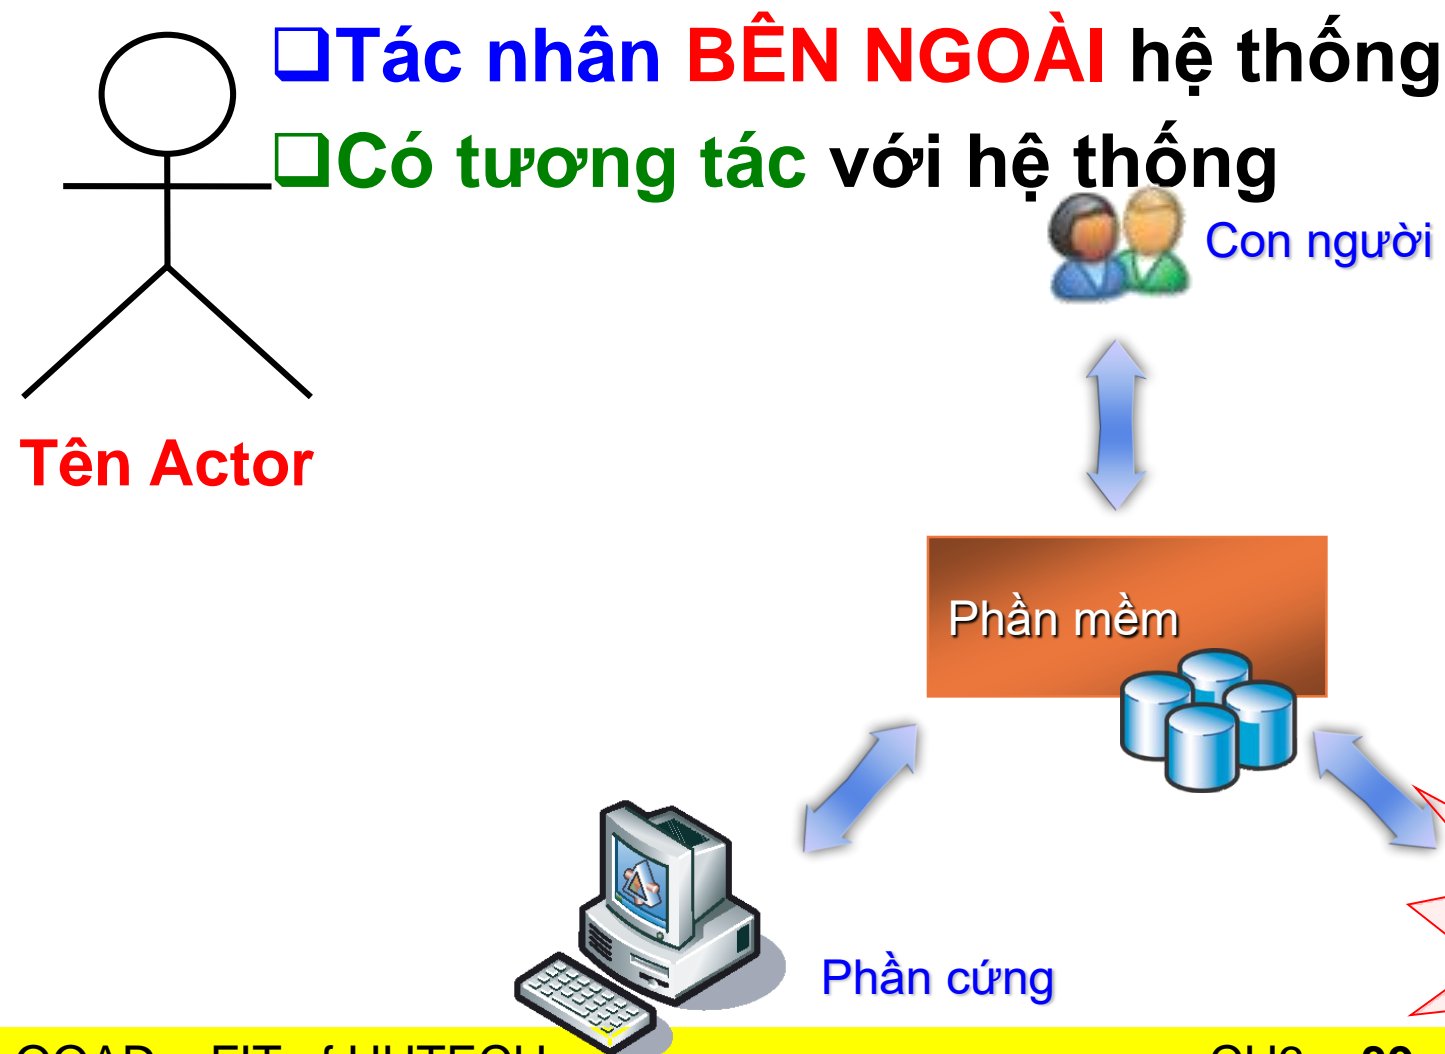 Tác nhân BÊN NGOÀI hệ thống
Có tương tác với hệ thống
Con người
Tên Actor
Phần mềm
Phần cứng